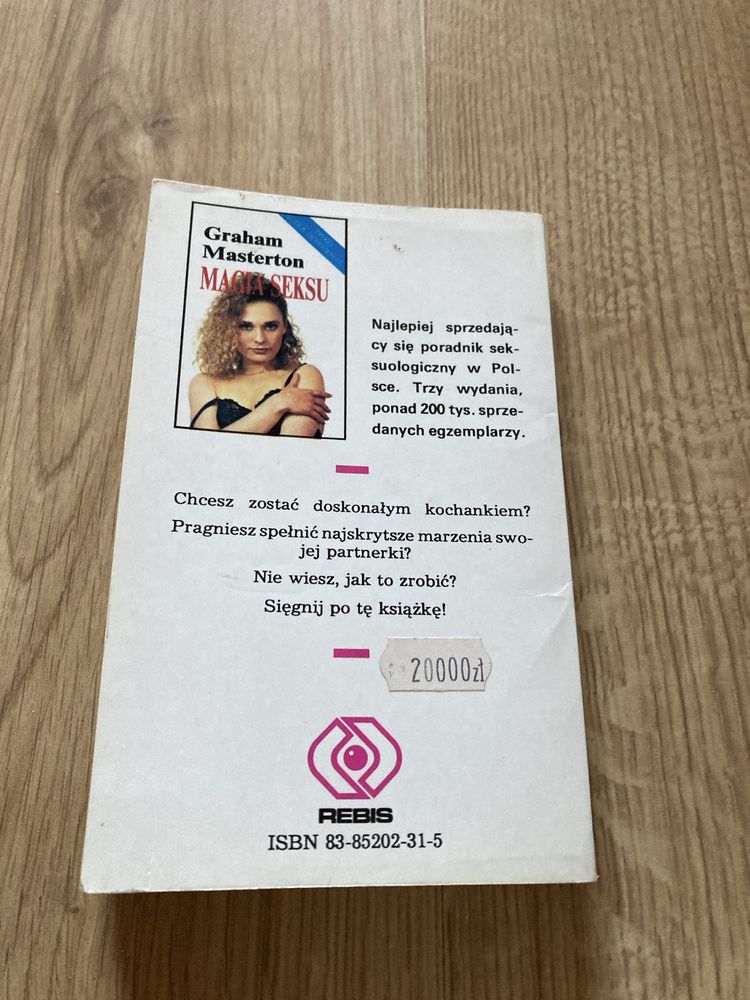 Graham
Masterton
MAGIA SEKSU
Najlepiej sprzedają-
cy się poradnik sek-
suologiczny w Pol-
sce. Trzy wydania,
ponad 200 tys. sprze-
danych egzemplarzy.
Chcesz zostać doskonałym kochankiem?
Pragniesz spełnić najskrytsze marzenia swo-
jej partnerki?
Nie wiesz, jak to zrobić?
Sięgnij po tę książkę!
20000zł
REBIS
ISBN 83-85202-31-5